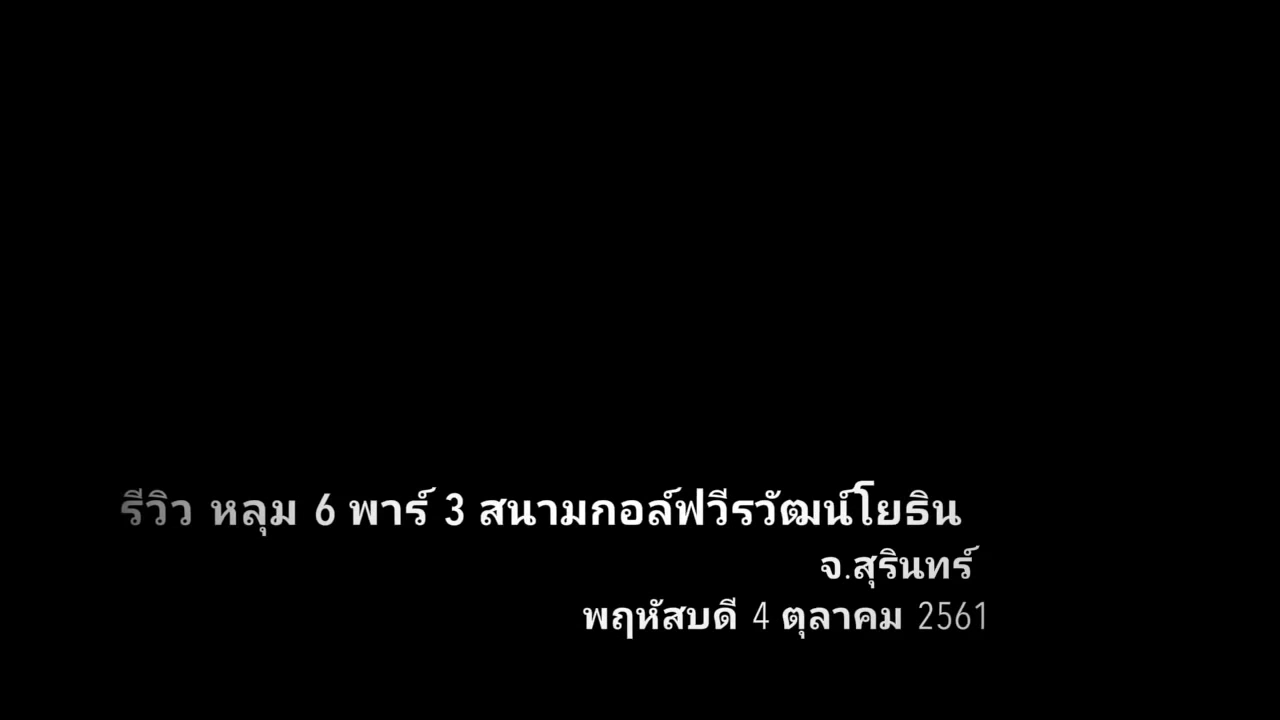 รีวิว หลุม 6 พาร์ 3 สนามกอล์ฟวีรวัฒน์โยธิน
จ.สุรินทร์
พฤหัสบดี 4 ตุลาคม 2561